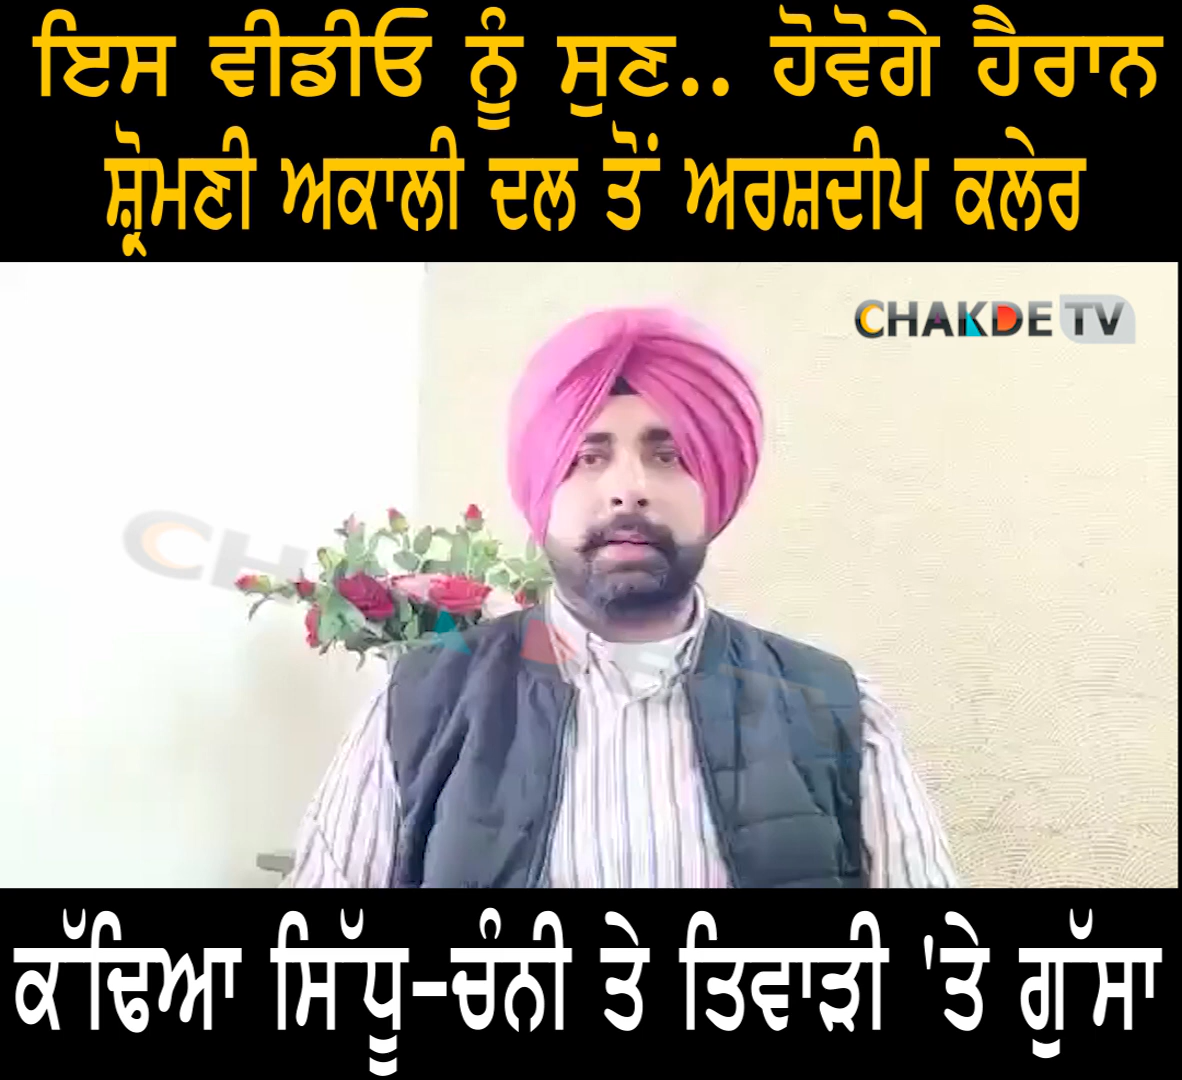 ਇਸ ਵੀਡੀਓ ਨੂੰ ਸੁਣ.. ਹੋਵੋਗੇ ਹੈਰਾਨ
ਸ਼੍ਰੋਮਣੀ ਅਕਾਲੀ ਦਲ ਤੋਂ ਅਰਸ਼ਦੀਪ ਕਲੇਰ
CHAKDE TV
ਕੱਢਿਆ ਸਿੱਧੂ-ਚੰਨੀ ਤੇ ਤਿਵਾੜੀ 'ਤੇ ਗੁੱਸਾ